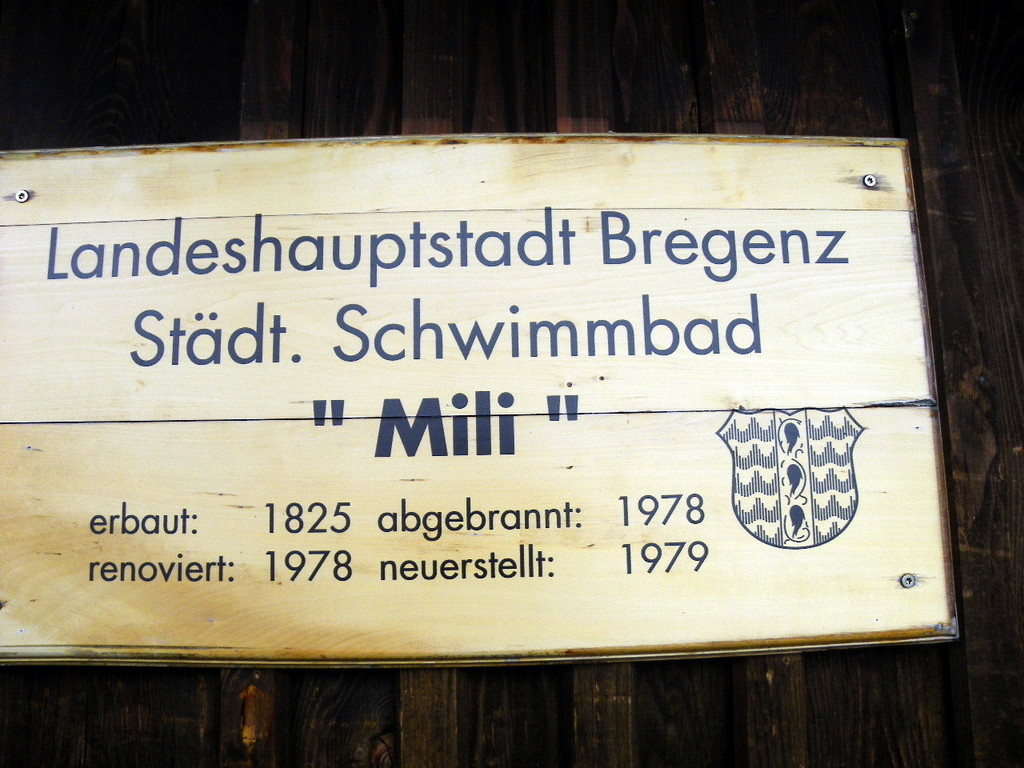 Landeshauptstadt Bregenz
Städt. Schwimmbad
" Mili "
erbaut: 1825 abgebrannt: 1978
renoviert: 1978 neuerstellt: 1979